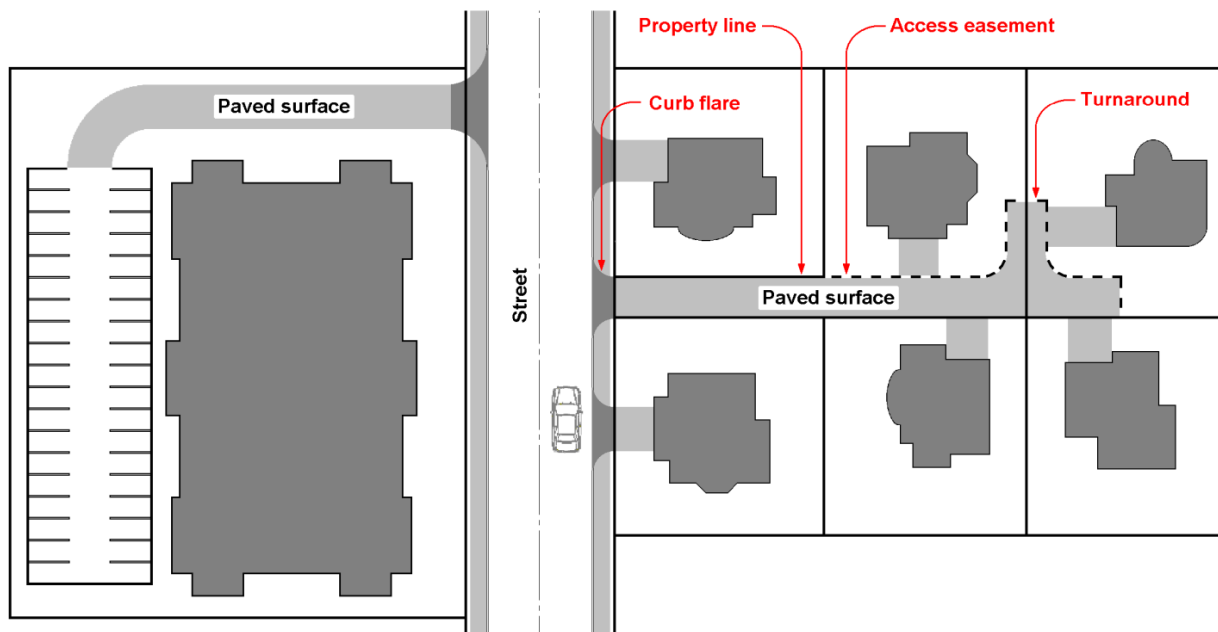 Property line
Access easement
Paved surface
Curb flare
Turnaround
Street
Paved surface